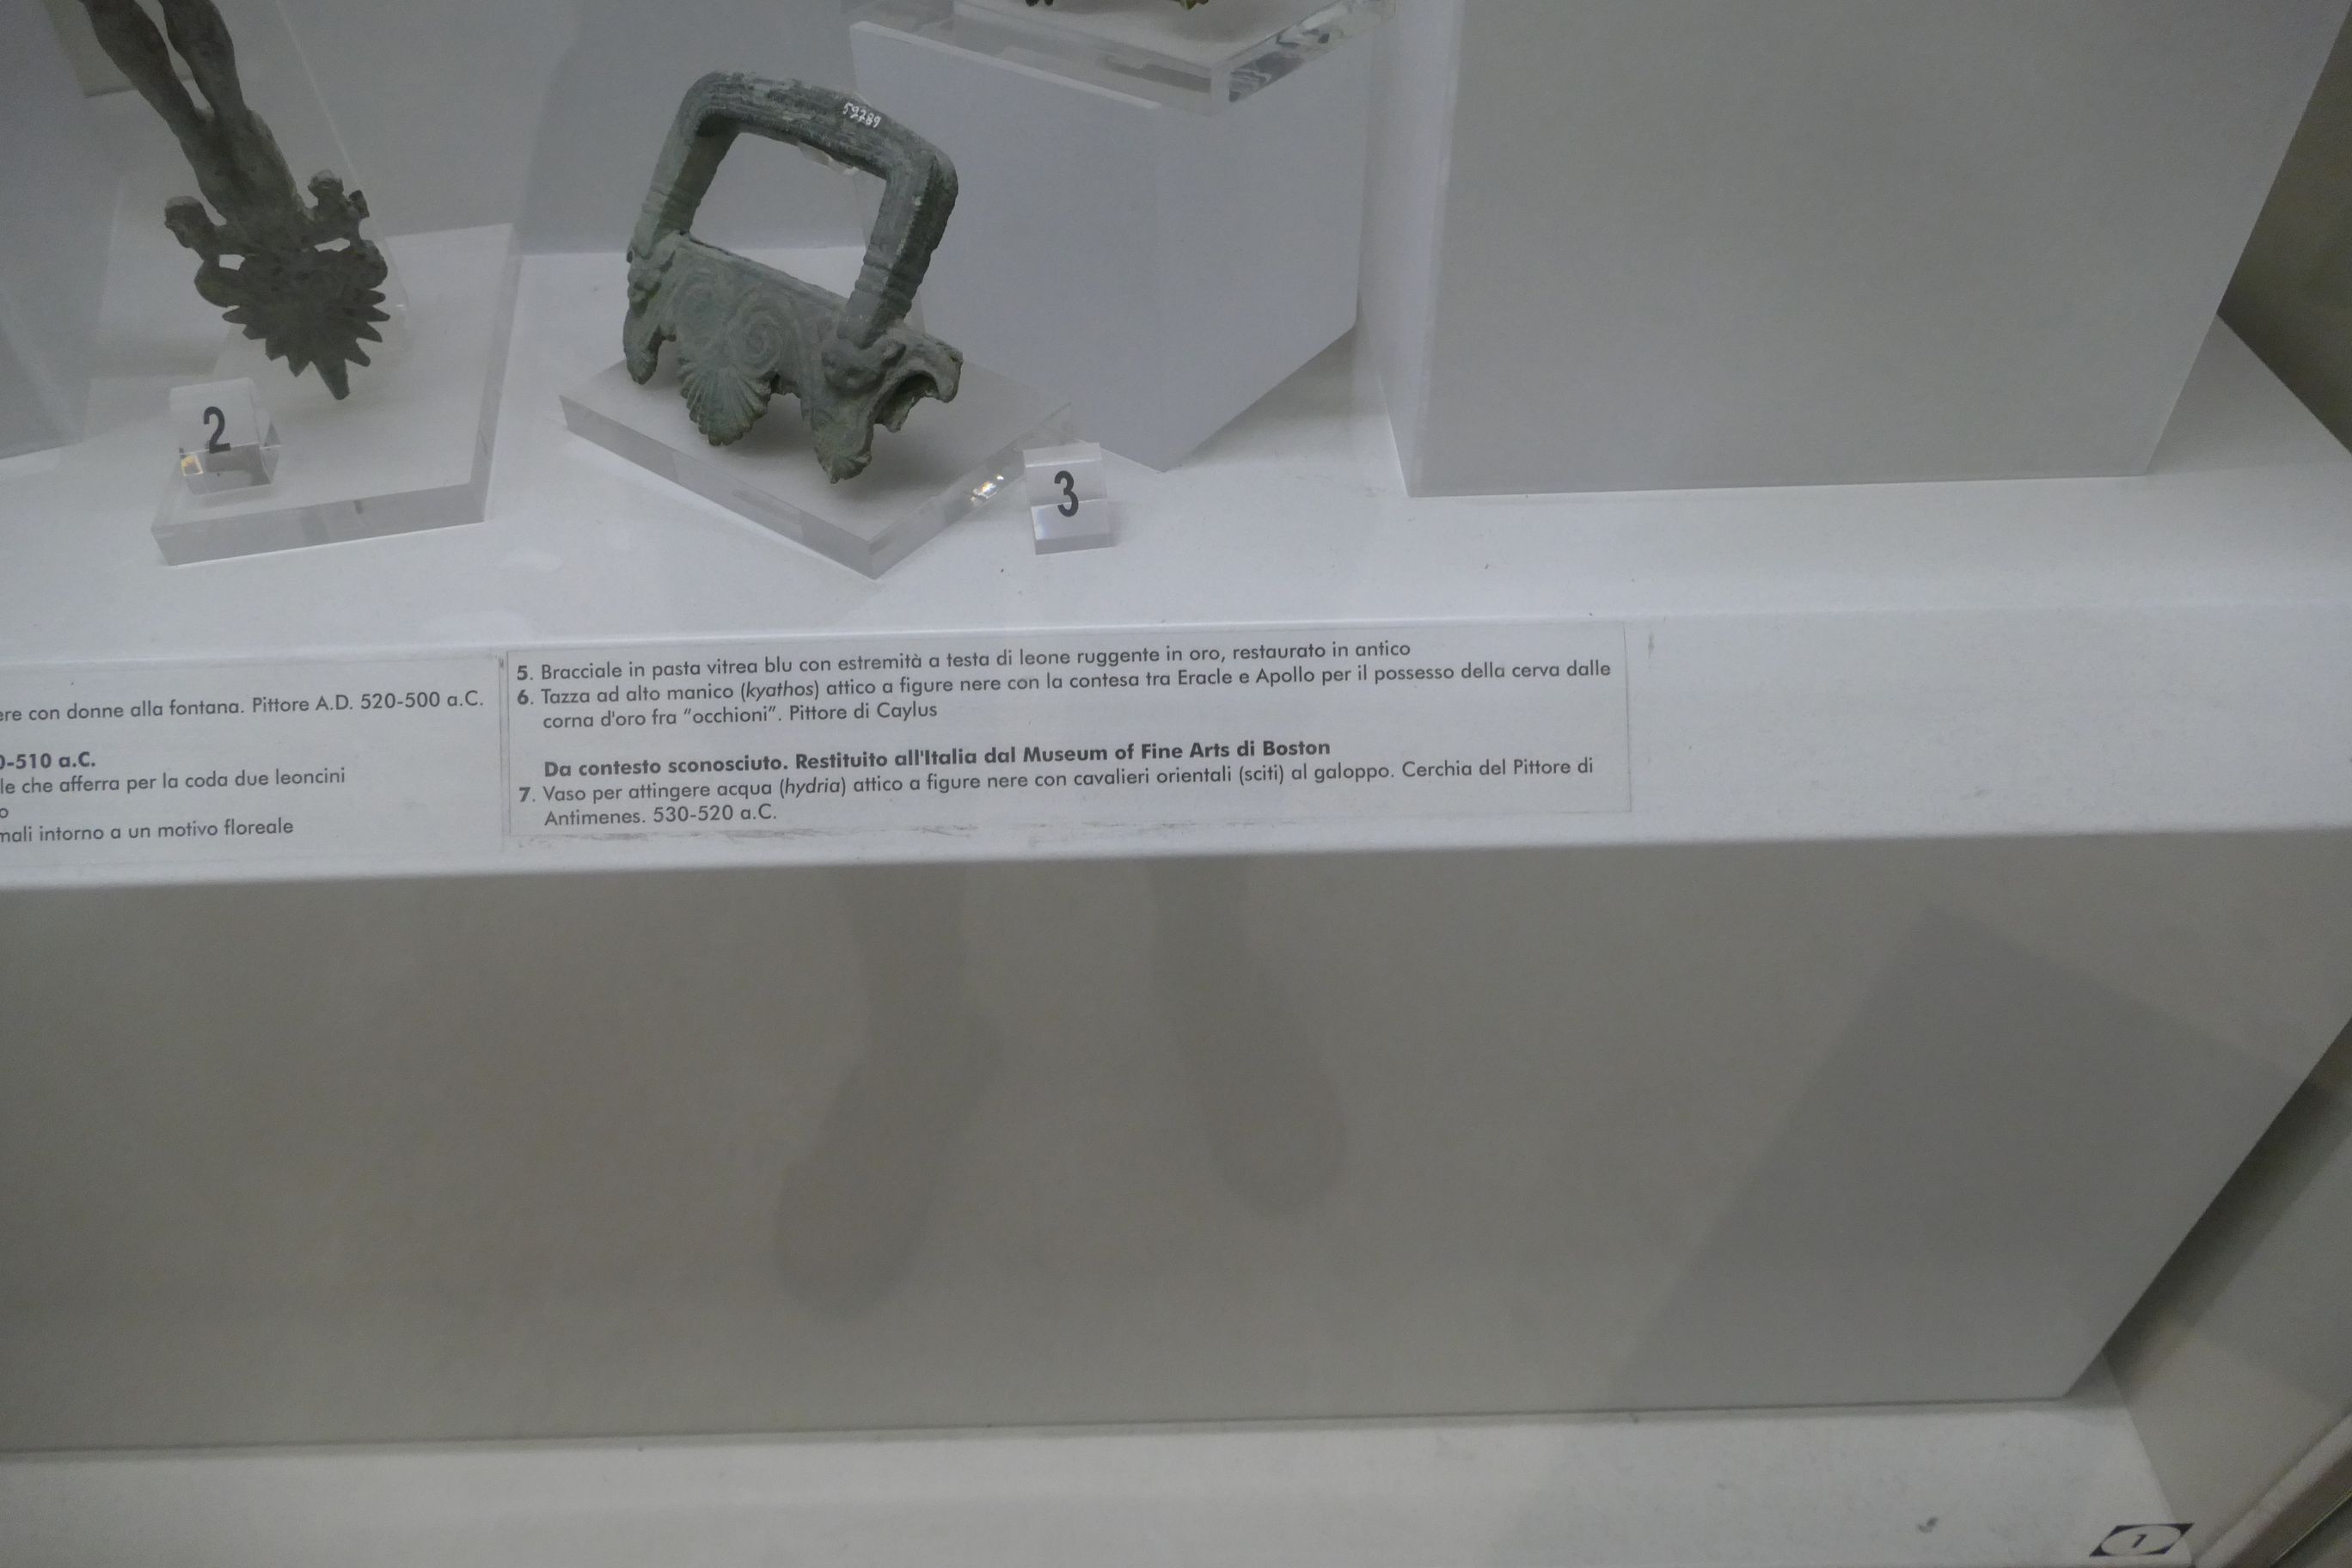 59289
2
3
ere con donne alla fontana. Pittore A.D. 520-500 a.C.
0-510 a.C.
le che afferra per la coda due leoncini
o
mali intorno a un motivo floreale
5. Bracciale in pasta vitrea blu con estremità a testa di leone ruggente in oro, restaurato in antico
6. Tazza ad alto manico (kyathos) attico a figure nere con la contesa tra Eracle e Apollo per il possesso della cerva dalle
corna d'oro fra "occhioni". Pittore di Caylus
Da contesto sconosciuto. Restituito all'Italia dal Museum of Fine Arts di Boston
7. Vaso per attingere acqua (hydria) attico a figure nere con cavalieri orientali (sciti) al galoppo. Cerchia del Pittore di
Antimenes. 530-520 a.C.
1